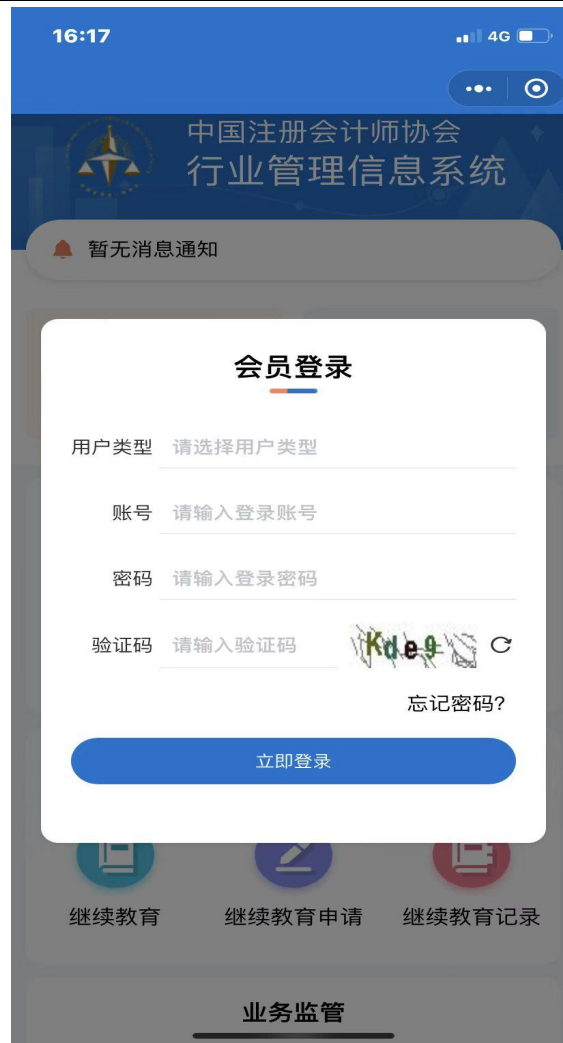 16:17
4G
中国注册会计师协会
行业管理信息系统
暂无消息通知
会员登录
用户类型 请选择用户类型
账号 请输入登录账号
密码 请输入登录密码
验证码 请输入验证码 Kde9
忘记密码?
立即登录
继续教育 继续教育申请 继续教育记录
业务监管